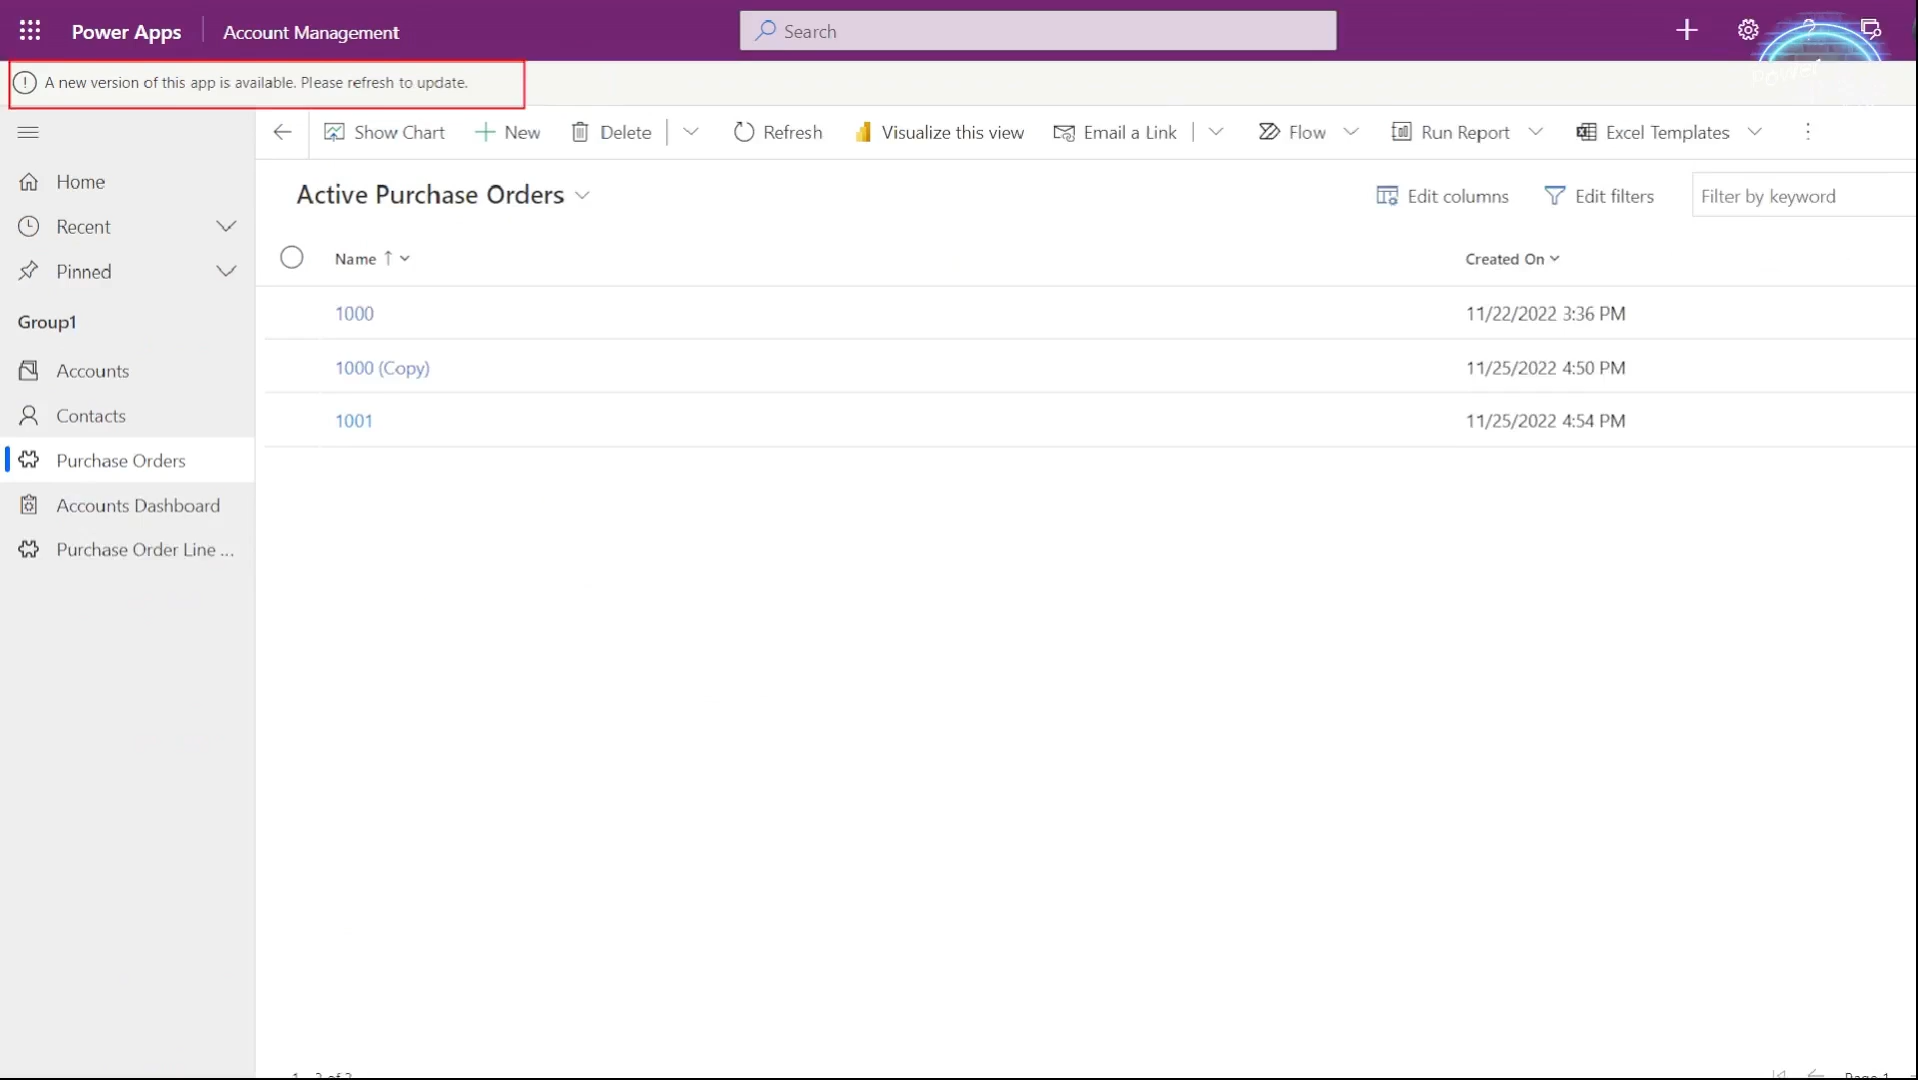 Power Apps Account Management Search
A new version of this app is available. Please refresh to update.
Show Chart New Delete Refresh Visualize this view Email a Link Flow Run Report Excel Templates
Home
Recent
Pinned
Group1
Accounts
Contacts
Purchase Orders
Accounts Dashboard
Purchase Order Line ...
Active Purchase Orders Edit columns Edit filters Filter by keyword
Name Created On
1000 11/22/2022 3:36 PM
1000 (Copy) 11/25/2022 4:50 PM
1001 11/25/2022 4:54 PM
Page 1